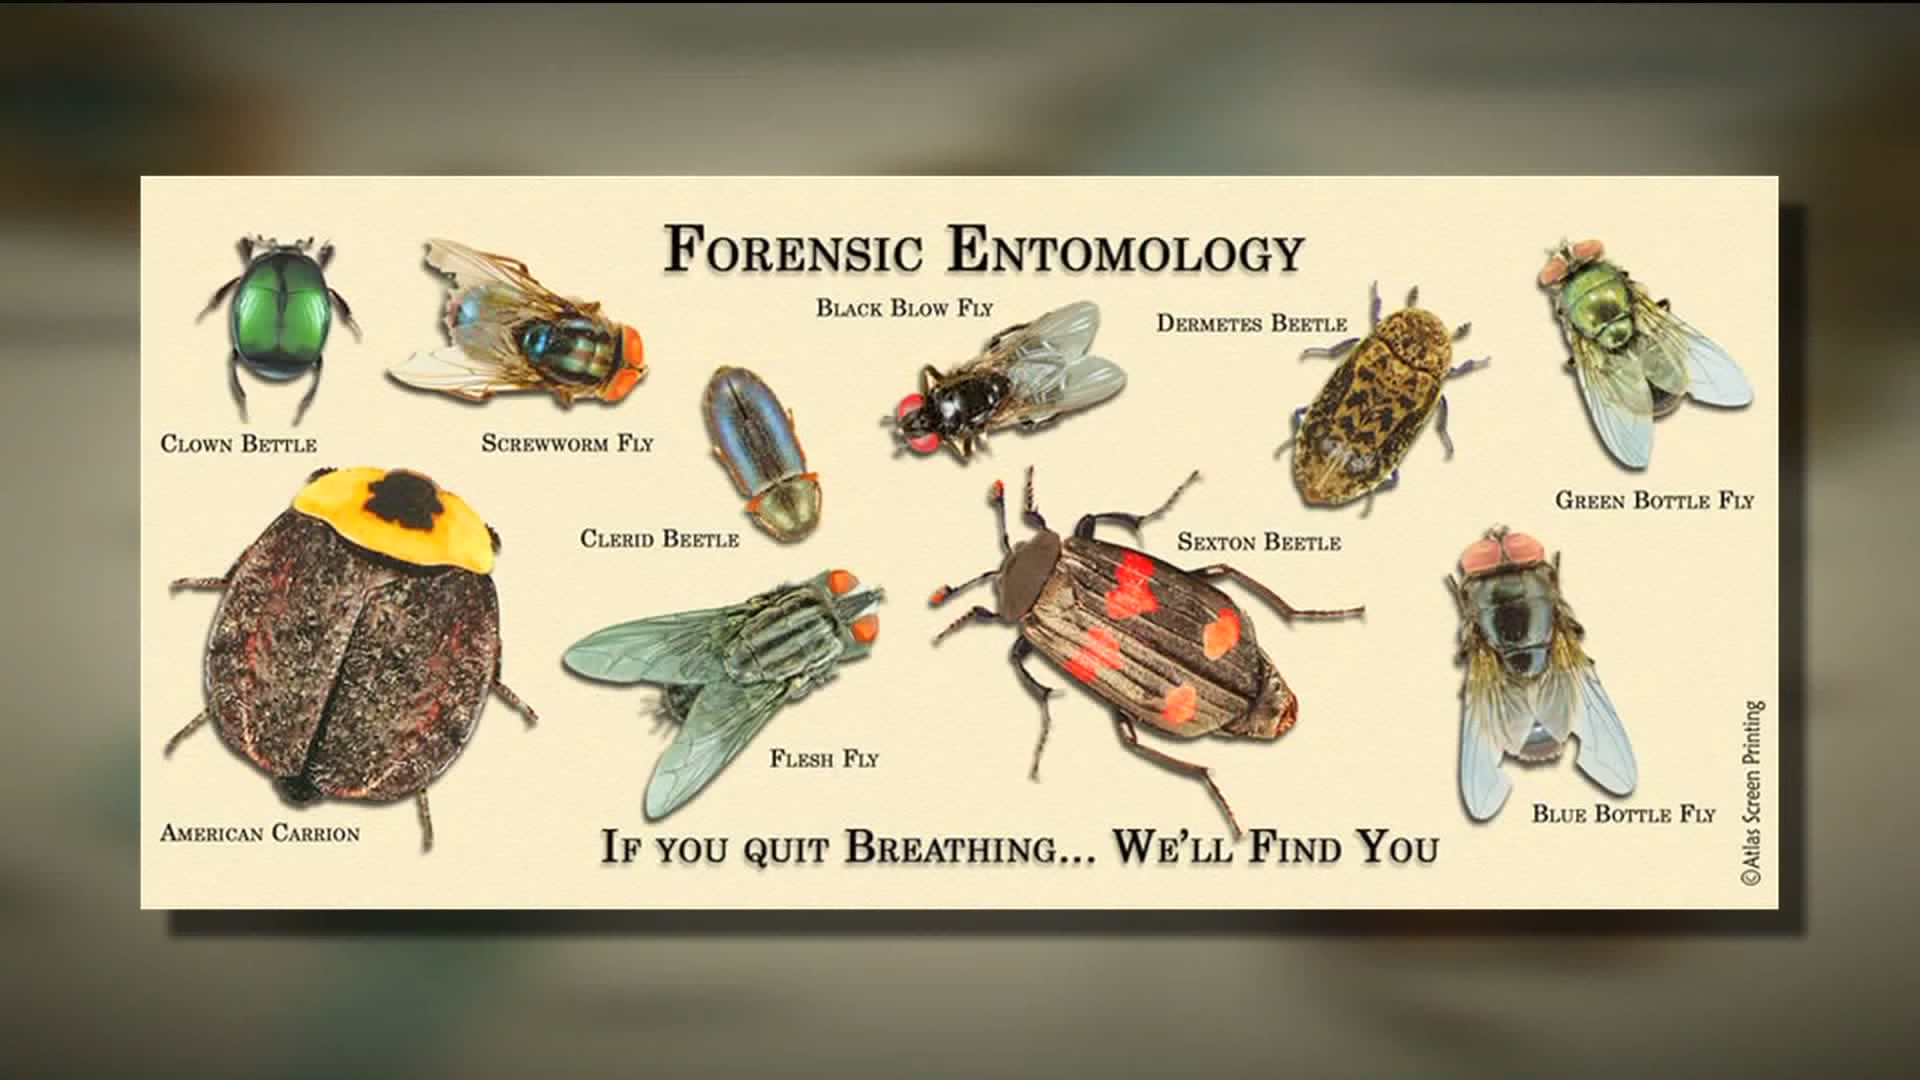 Forensic Entomology
Black Blow Fly
Dermetes Beetle
Clown Bettle
Screwworm Fly
Green Bottle Fly
Clerid Beetle
Sexton Beetle
Flesh Fly
Blue Bottle Fly
American Carrion
If you quit Breathing... We'll Find You
©Atlas Screen Printing